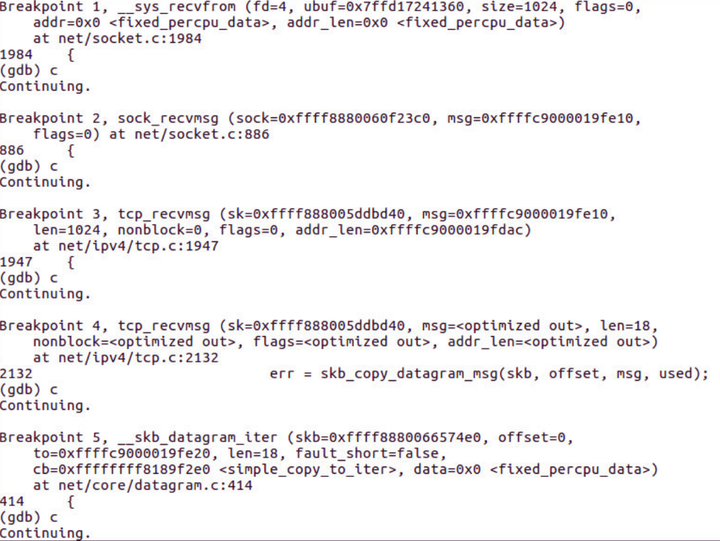 Breakpoint 1, __sys_recvfrom (fd=4, ubuf=0x7ffd17241360, size=1024, flags=0,
    addr=0x0 <fixed_percpu_data>, addr_len=0x0 <fixed_percpu_data>)
    at net/socket.c:1984
1984    {
(gdb) c
Continuing.

Breakpoint 2, sock_recvmsg (sock=0xffff8880060f23c0, msg=0xffffc9000019fe10,
    flags=0) at net/socket.c:886
886     {
(gdb) c
Continuing.

Breakpoint 3, tcp_recvmsg (sk=0xffff888005ddbd40, msg=0xffffc9000019fe10,
    len=1024, nonblock=0, flags=0, addr_len=0xffffc9000019fdac)
    at net/ipv4/tcp.c:1947
1947    {
(gdb) c
Continuing.

Breakpoint 4, tcp_recvmsg (sk=0xffff888005ddbd40, msg=<optimized out>, len=18,
    nonblock=<optimized out>, flags=<optimized out>, addr_len=<optimized out>)
    at net/ipv4/tcp.c:2132
2132                            err = skb_copy_datagram_msg(skb, offset, msg, used);
(gdb) c
Continuing.

Breakpoint 5, __skb_datagram_iter (skb=0xffff8880066574e0, offset=0,
    to=0xffffc9000019fe20, len=18, fault_short=false,
    cb=0xffffffff8189f2e0 <simple_copy_to_iter>, data=0x0 <fixed_percpu_data>)
    at net/core/datagram.c:414
414     {
(gdb) c
Continuing.